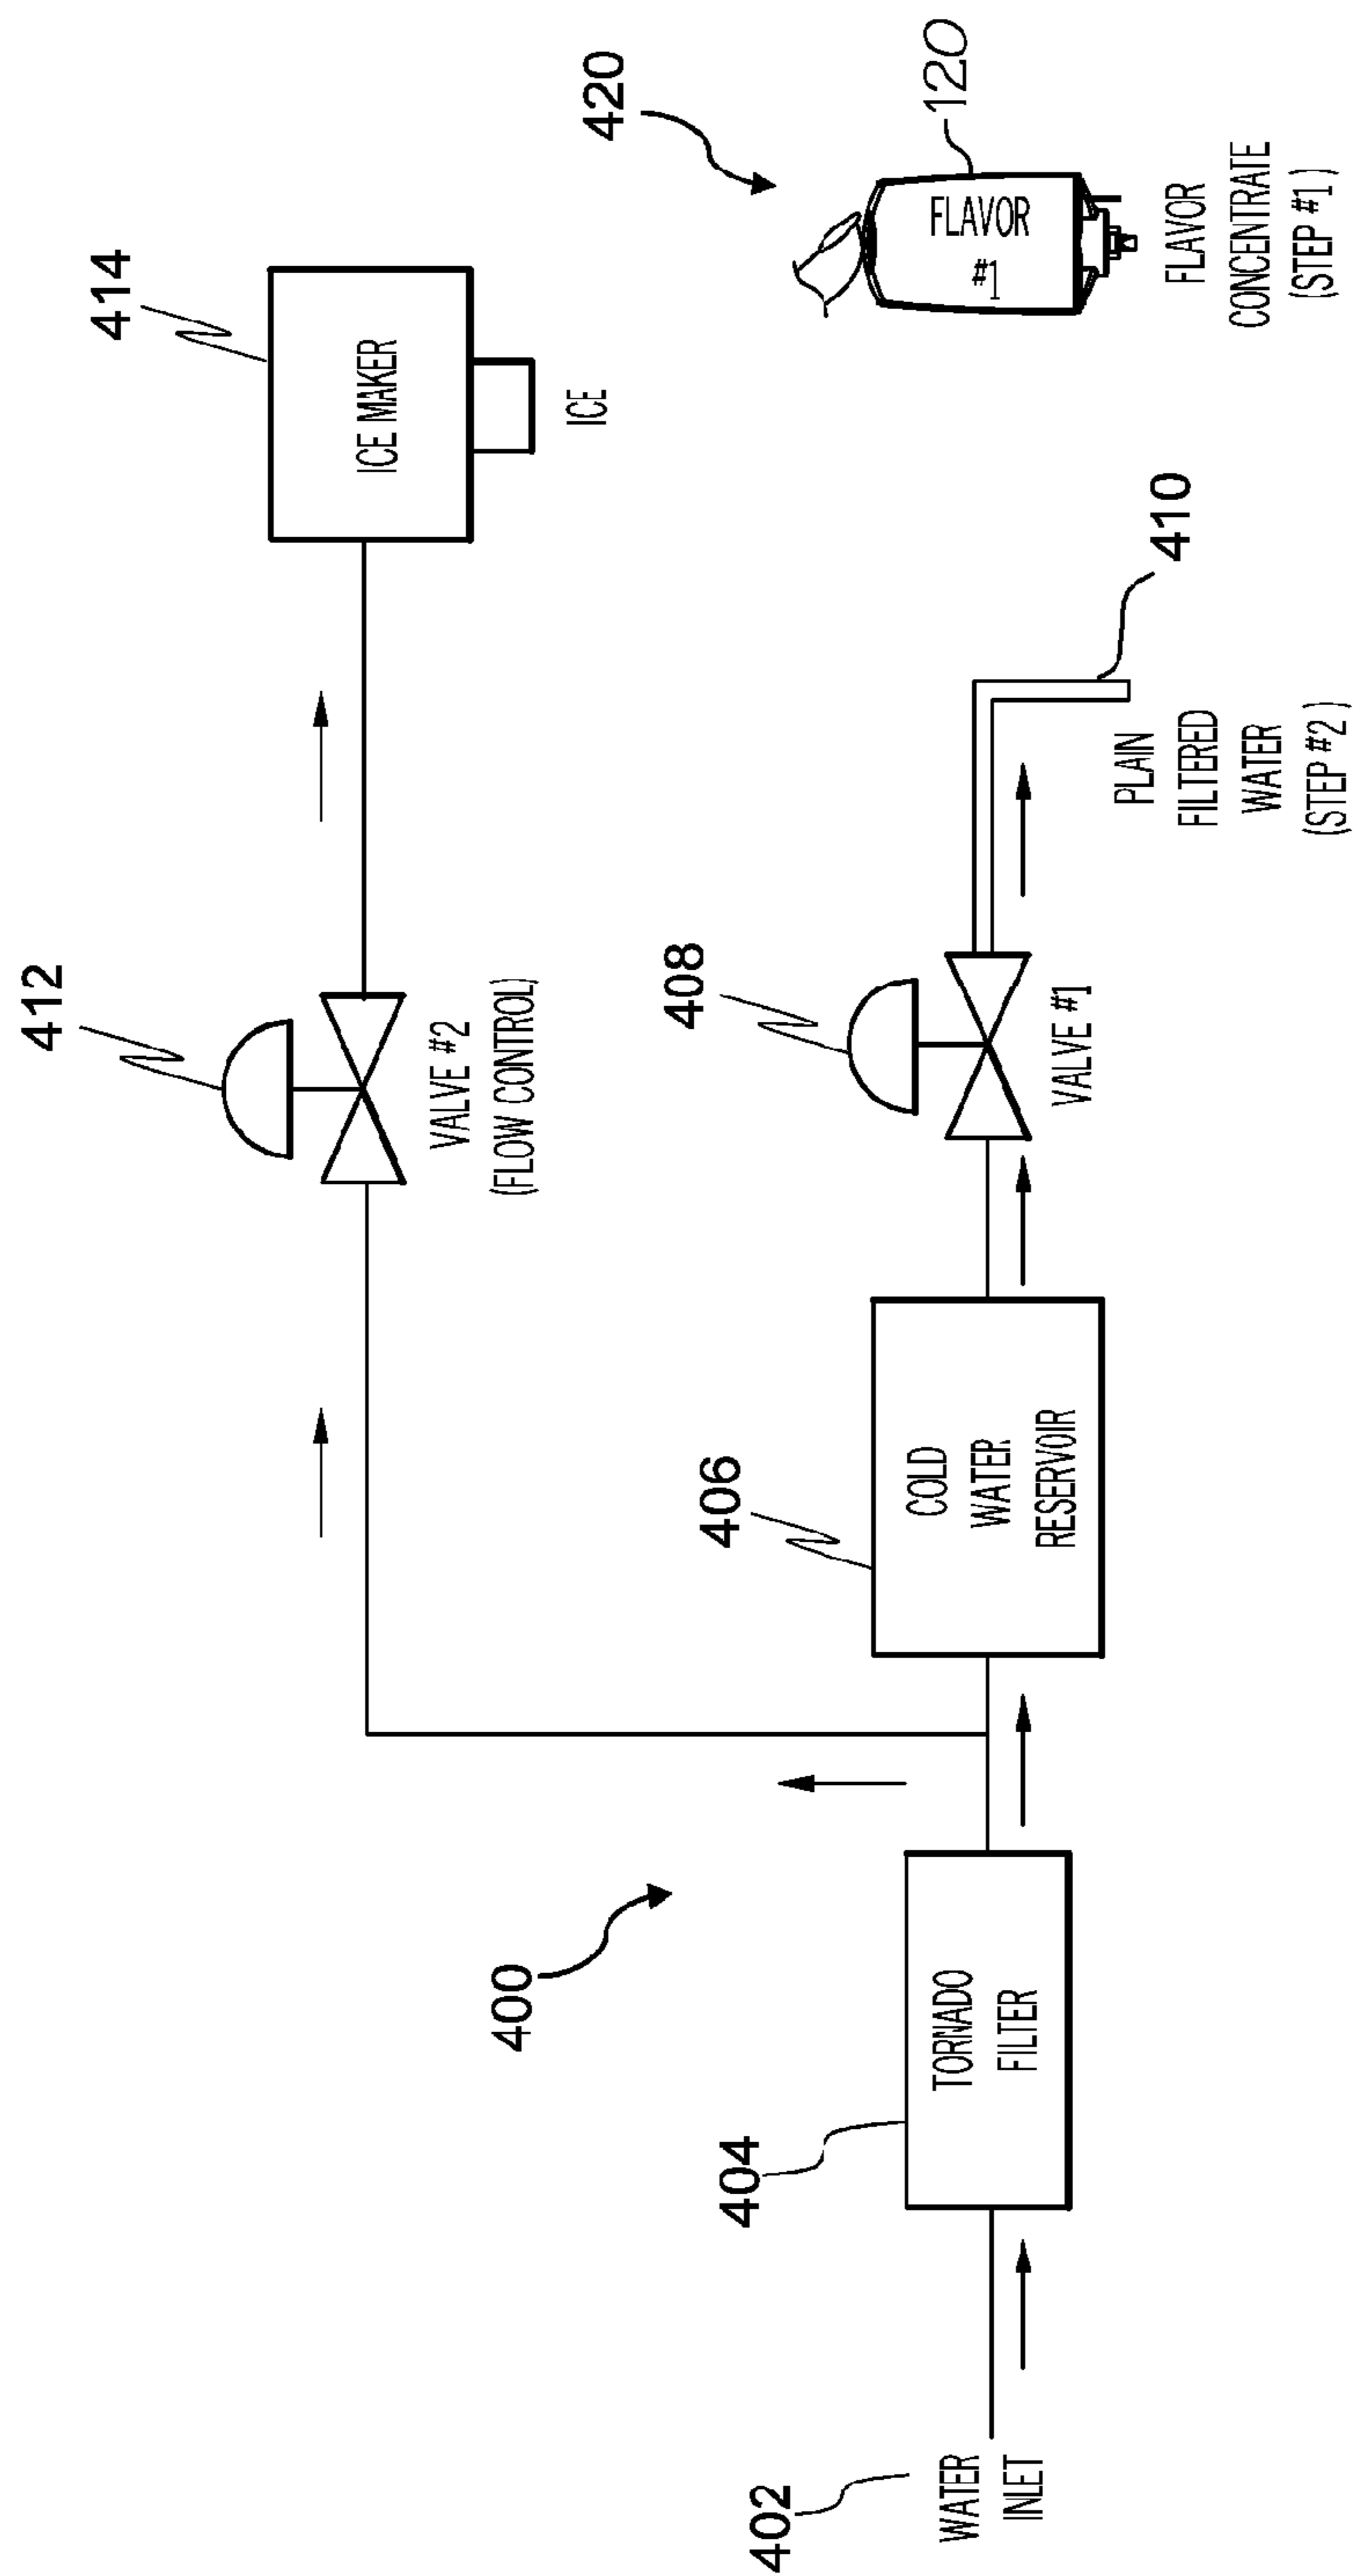 412
414
VALVE #2
(FLOW CONTROL)
ICE MAKER
ICE
420
400
404
406
408
FLAVOR
#1
120
FLAVOR
CONCENTRATE
(STEP #1)
402
WATER
INLET
TORNADO
FILTER
COLD
WATER
RESERVOIR
VALVE #1
410
PLAIN
FILTERED
WATER
(STEP #2)